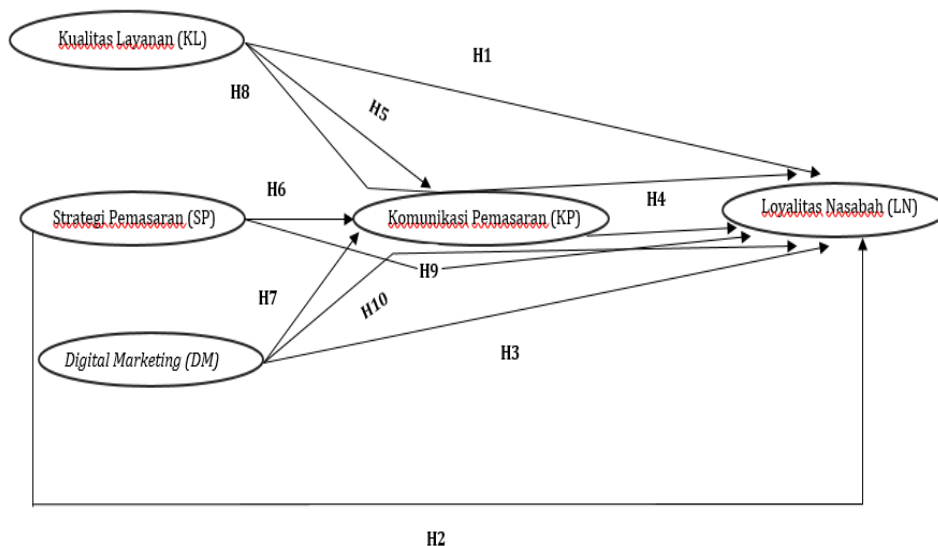 Kualitas Layanan (KL)
H1
H8
H5
H6
Strategi Pemasaran (SP)
Komunikasi Pemasaran (KP)
H4
Loyalitas Nasabah (LN)
H9
H7
H10
Digital Marketing (DM)
H3
H2